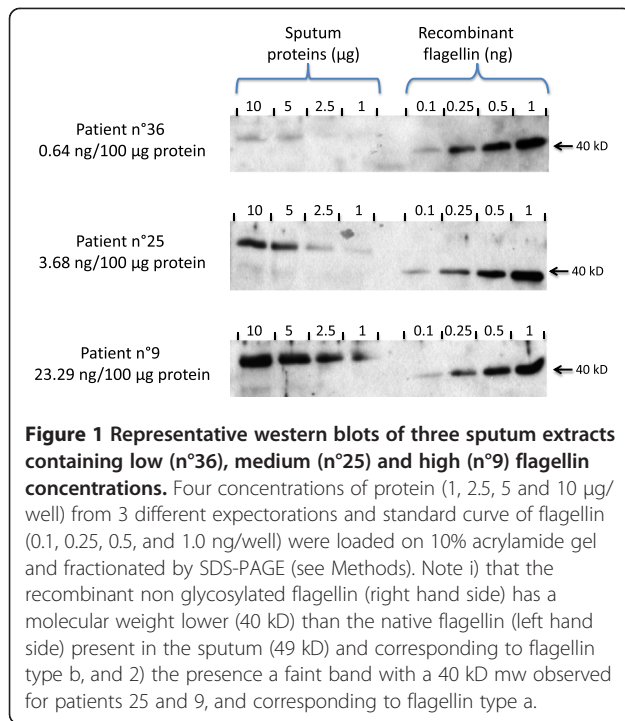 Sputum proteins (µg)
Recombinant flagellin (ng)
10 5 2.5 1 0.1 0.25 0.5 1
Patient n°36
0.64 ng/100 µg protein
40 kD
10 5 2.5 1 0.1 0.25 0.5 1
Patient n°25
3.68 ng/100 µg protein
40 kD
10 5 2.5 1 0.1 0.25 0.5 1
Patient n°9
23.29 ng/100 µg protein
40 kD
Figure 1 Representative western blots of three sputum extracts
containing low (n°36), medium (n°25) and high (n°9) flagellin
concentrations. Four concentrations of protein (1, 2.5, 5 and 10 µg/
well) from 3 different expectorations and standard curve of flagellin
(0.1, 0.25, 0.5, and 1.0 ng/well) were loaded on 10% acrylamide gel
and fractionated by SDS-PAGE (see Methods). Note i) that the
recombinant non glycosylated flagellin (right hand side) has a
molecular weight lower (40 kD) than the native flagellin (left hand
side) present in the sputum (49 kD) and corresponding to flagellin
type b, and 2) the presence a faint band with a 40 kD mw observed
for patients 25 and 9, and corresponding to flagellin type a.